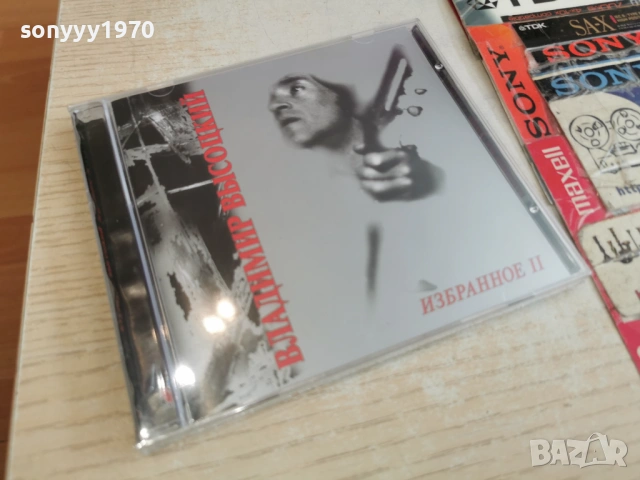 sonyyy1970
ВЛАДИМИР ВЫСОЦКИЙ
ИЗБРАННОЕ II
TDK
SA-X
SONY
SONY
SONY
maxell
BAZAR